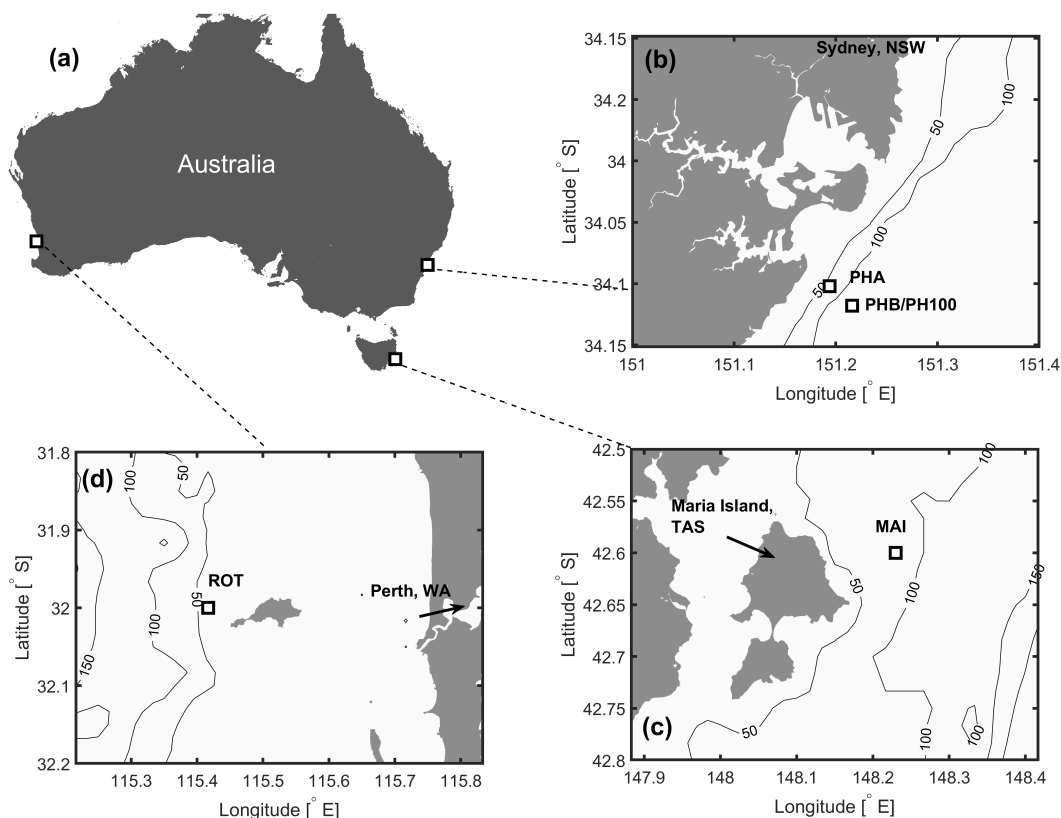 (a)
Australia
(b)
Sydney, NSW
50
100
100
50
PHA
PHB/PH100
34.15
34.2
34
34.05
34.1
34.15
Latitude [° S]
151
151.1
151.2
151.3
151.4
Longitude [° E]
(d)
100
50
ROT
50
100
150
Perth, WA
31.8
31.9
32
32.1
32.2
Latitude [° S]
115.3
115.4
115.5
115.6
115.7
115.8
Longitude [° E]
Maria Island,
TAS
MAI
100
50
100
150
50
100
100
(c)
42.5
42.55
42.6
42.65
42.7
42.75
42.8
Latitude [° S]
147.9
148
148.1
148.2
148.3
148.4
Longitude [° E]